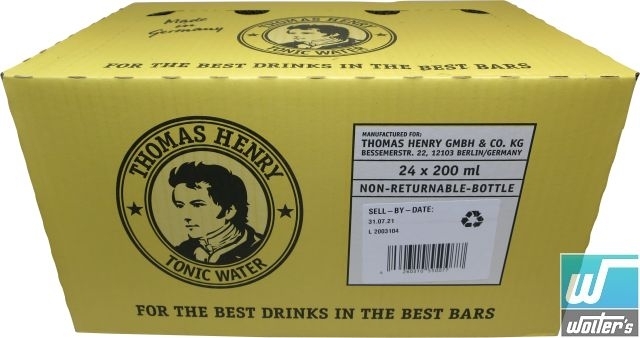 Made
in
Germany
THOMAS HENRY
TONIC WATER
FOR THE BEST DRINKS IN THE BEST BARS
THOMAS HENRY
TONIC WATER
MANUFACTURED FOR:
THOMAS HENRY GMBH & CO. KG
BESSEMERSTR. 22, 12103 BERLIN/GERMANY
24 x 200 ml
NON-RETURNABLE-BOTTLE
SELL-BY-DATE:
31.07.21
L 2003104
FOR THE BEST DRINKS IN THE BEST BARS
W
Wolter's